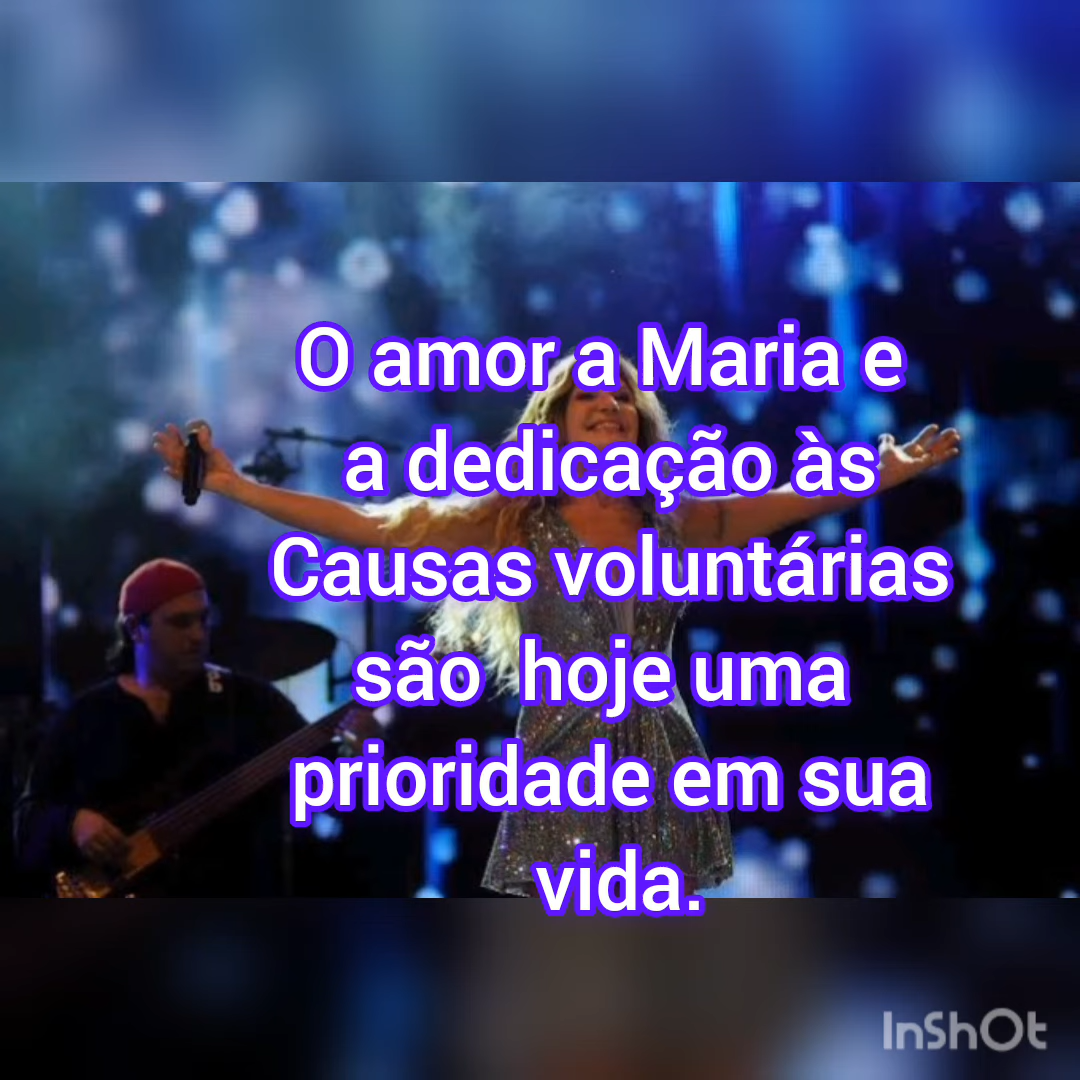 O amor a Maria e
a dedicação às
Causas voluntárias
são  hoje uma
prioridade em sua
vida.
InShOt